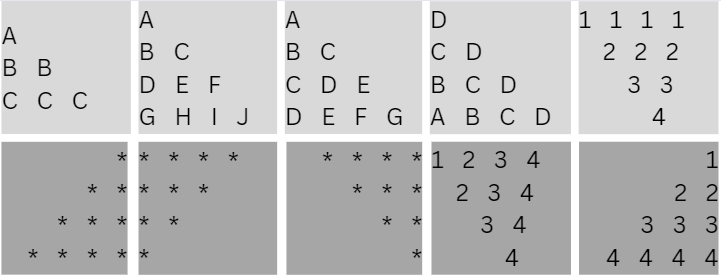 A
B B
C C C
A
B C
D E F
G H I J
A
B C
C D E
D E F G
D
C D
B C D
A B C D
1 1 1 1
2 2 2
3 3
4
*
* *
* * *
* * * *
* * * *
* * *
* *
*
* * * *
* * *
* *
*
1 2 3 4
2 3 4
3 4
4
1
2 2
3 3 3
4 4 4 4